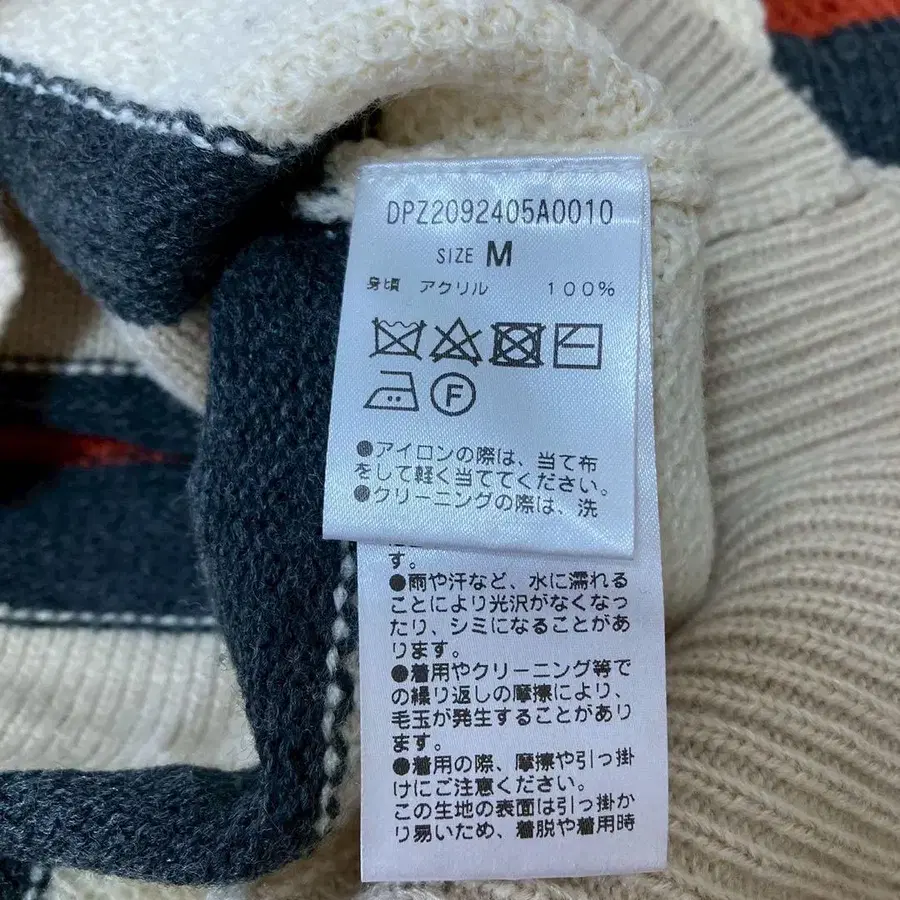 DPZ2092405A0010
SIZE M
身頃 アクリル 100%
F
●アイロンの際は、当て布
をして軽く当ててください。
●クリーニングの際は、洗
す。
●雨や汗など、水に濡れる
ことにより光沢がなくなっ
たり、シミになることがあ
ります。
●着用やクリーニング等で
の繰り返しの摩擦により、
毛玉が発生することがあり
ます。
●着用の際、摩擦や引っ掛
けにご注意ください。
この生地の表面は引っ掛か
り易いため、着脱や着用時